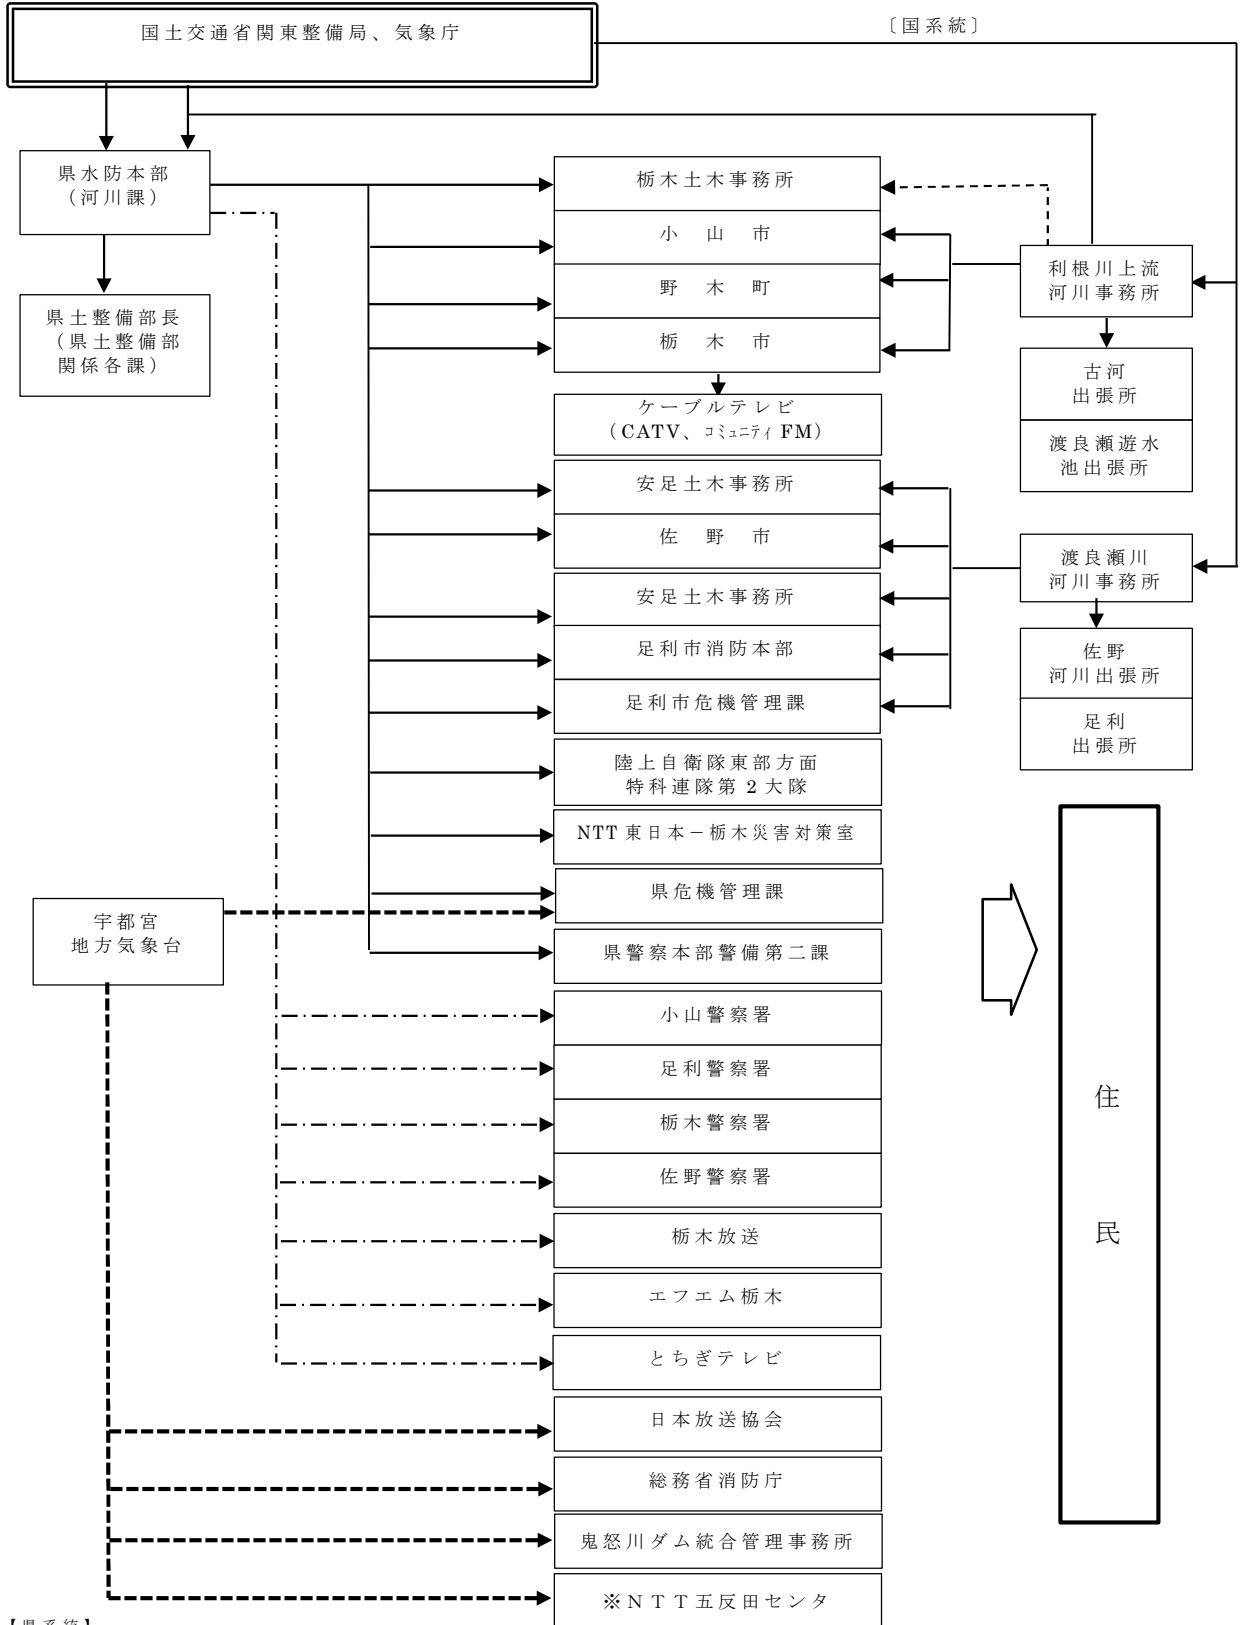 国土交通省関東整備局、気象庁
〔国系統〕
県水防本部
（河川課）
県土整備部長
（県土整備部
関係各課）
栃木土木事務所
小山市
野木町
栃木市
ケーブルテレビ
（CATV、コミュニティFM）
安足土木事務所
佐野市
安足土木事務所
足利市消防本部
足利市危機管理課
陸上自衛隊東部方面
特科連隊第2大隊
NTT東日本－栃木災害対策室
県危機管理課
県警察本部警備第二課
利根川上流
河川事務所
古河
出張所
渡良瀬遊水
池出張所
渡良瀬川
河川事務所
佐野
河川出張所
足利
出張所
宇都宮
地方気象台
小山警察署
足利警察署
栃木警察署
佐野警察署
栃木放送
エフエム栃木
とちぎテレビ
日本放送協会
総務省消防庁
鬼怒川ダム統合管理事務所
※ＮＴＴ五反田センタ
住民
【県系統】